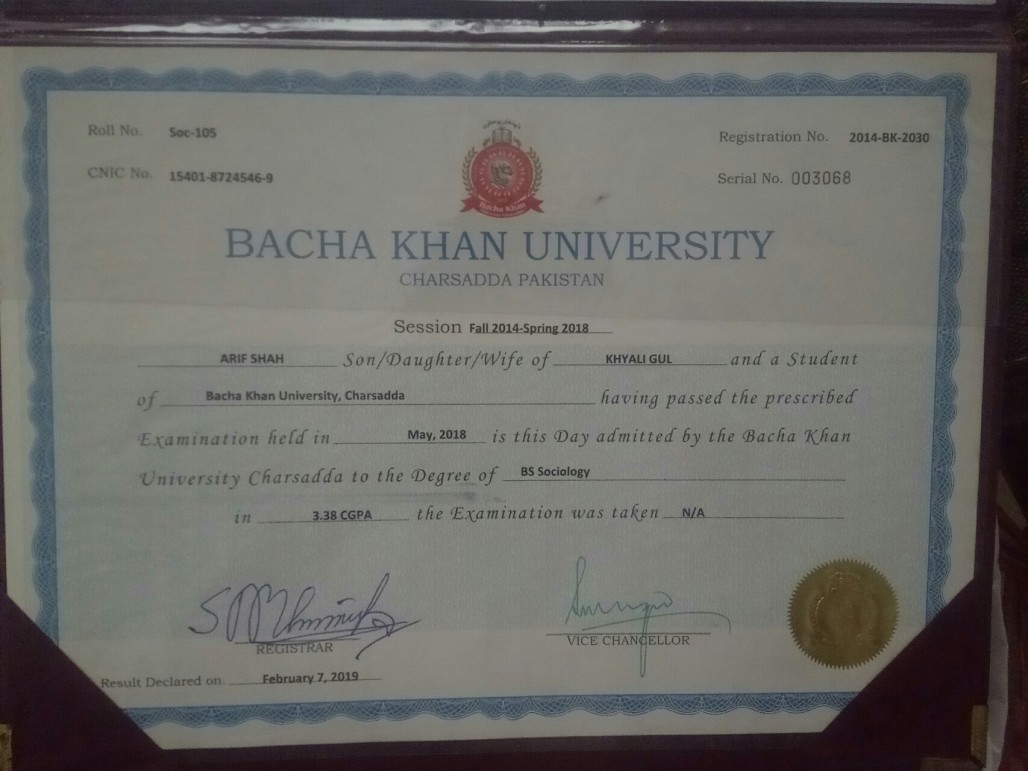 Roll No. Soc-105
Registration No. 2014-BK-2030
CNIC No. 15401-8724546-9
Serial No. 003068
Bacha Khan
BACHA KHAN UNIVERSITY
CHARSADDA PAKISTAN
Session Fall 2014-Spring 2018
ARIF SHAH Son/Daughter/Wife of KHYALI GUL and a Student
of Bacha Khan University, Charsadda having passed the prescribed
Examination held in May, 2018 is this Day admitted by the Bacha Khan
University Charsadda to the Degree of BS Sociology
in 3.38 CGPA the Examination was taken N/A
REGISTRAR
VICE CHANCELLOR
Result Declared on February 7, 2019